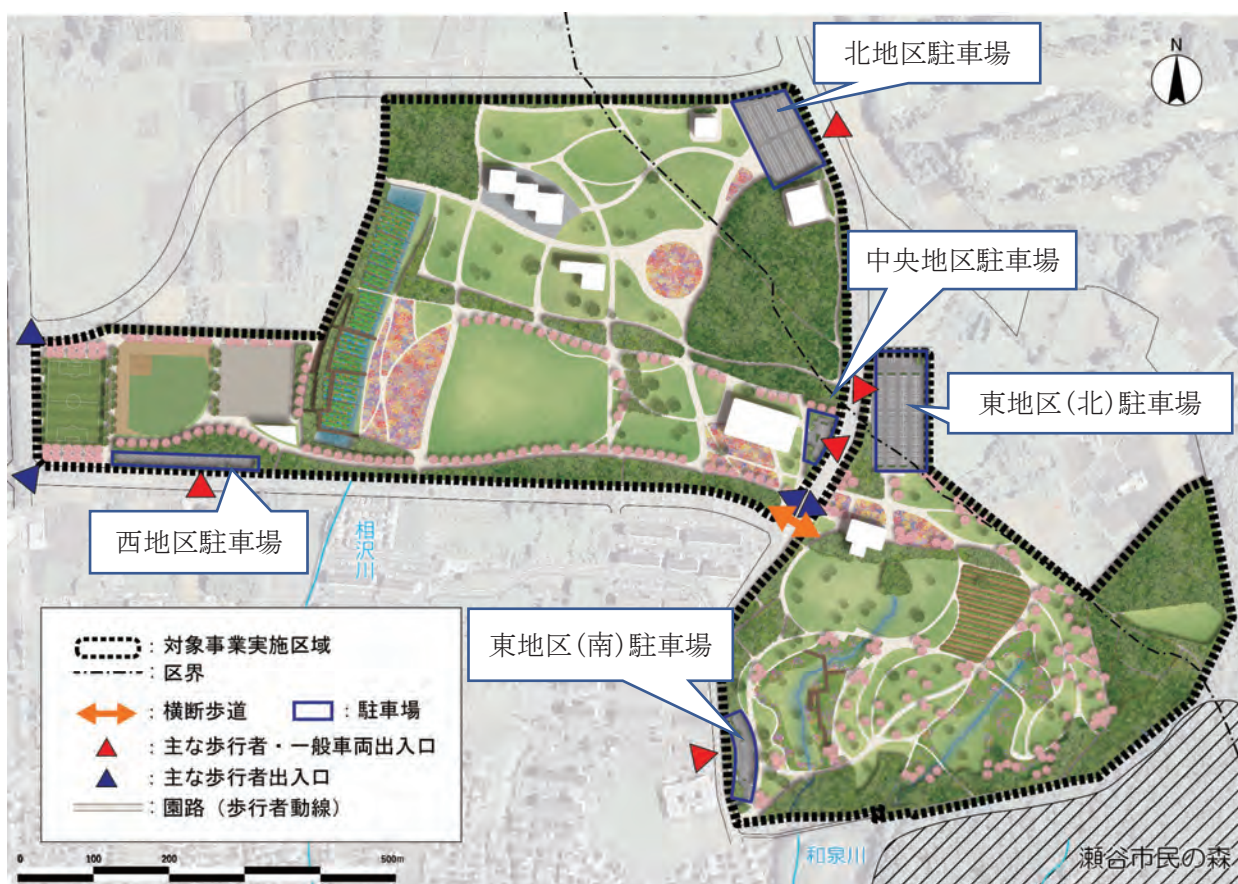 北地区駐車場
N
中央地区駐車場
東地区(北)駐車場
西地区駐車場
相沢川
東地区(南)駐車場
:対象事業実施区域
:区界
:横断歩道 :駐車場
:主な歩行者・一般車両出入口
:主な歩行者出入口
:園路(歩行者動線)
0 100 200 500m
和泉川
瀬谷市民の森